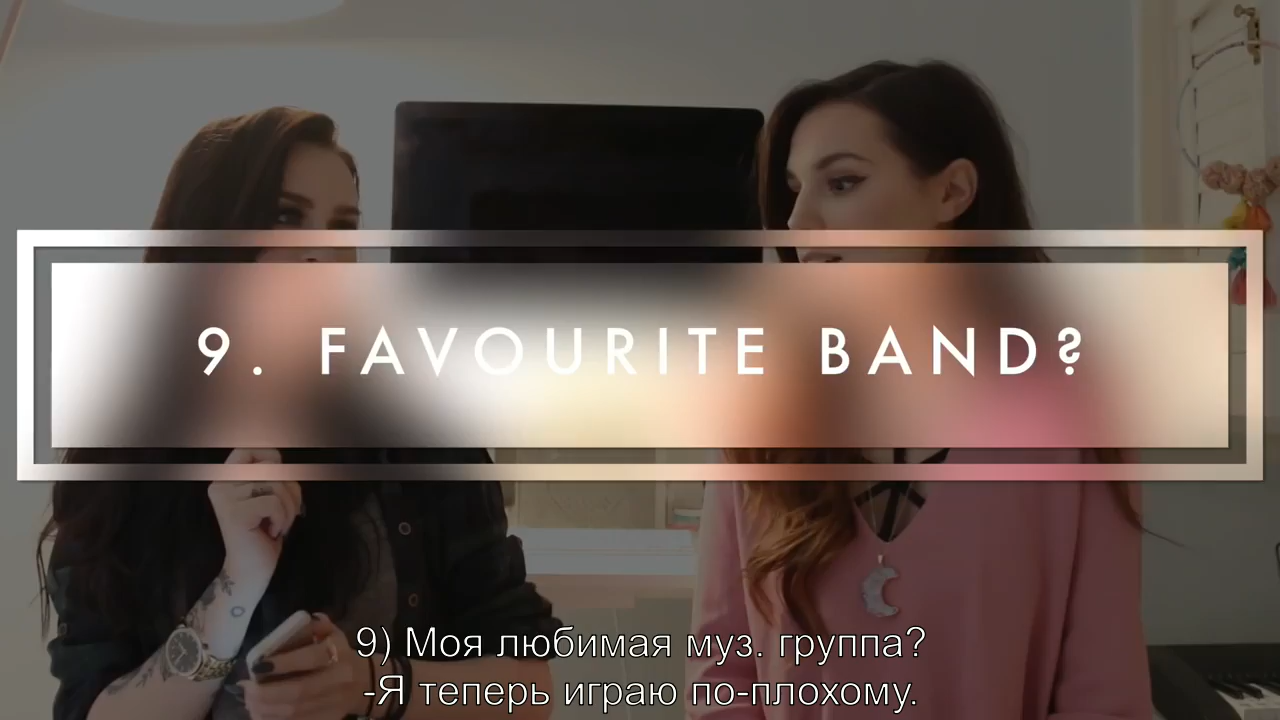 9. FAVOURITE BAND?
9) Моя любимая муз. группа?
-Я теперь играю по-плохому.